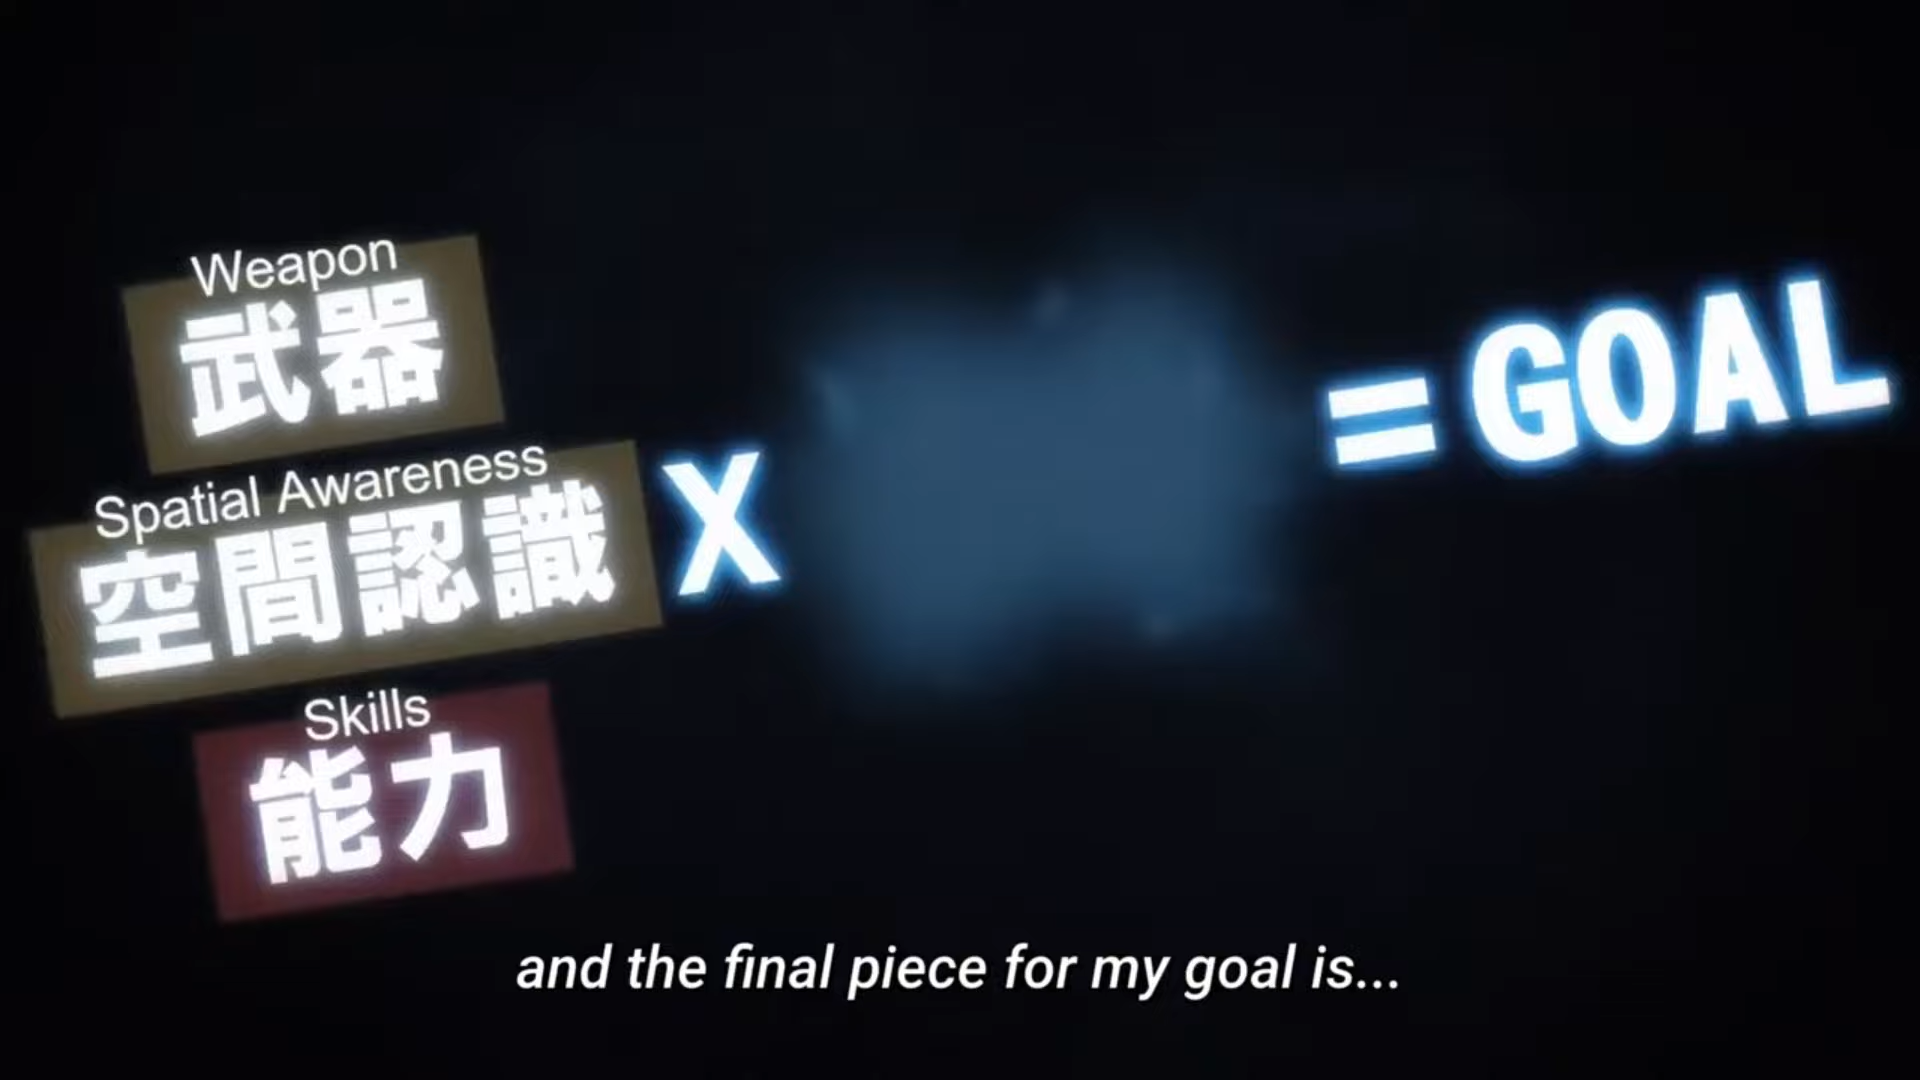 Weapon
武器
Spatial Awareness
空間認識
Skills
能力
X
= GOAL
and the final piece for my goal is...